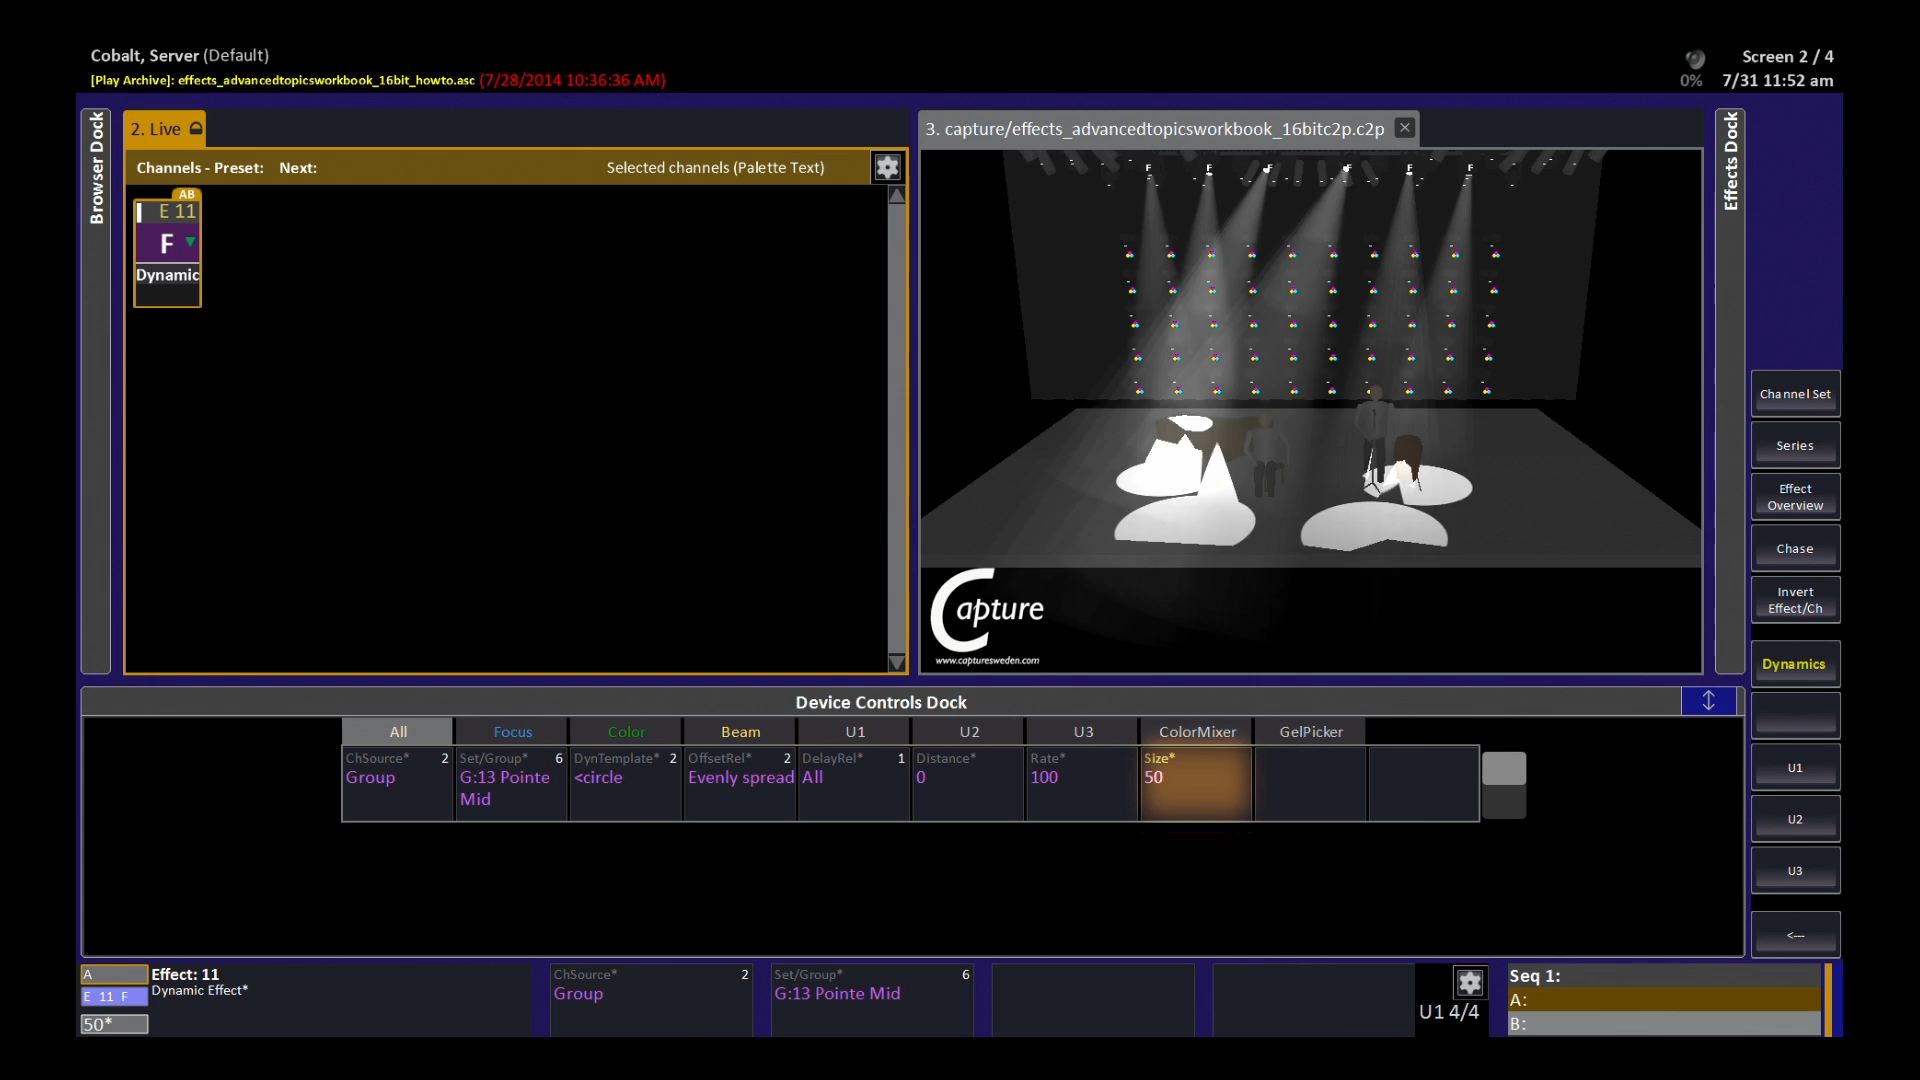 Cobalt, Server (Default)
[Play Archive]: effects_advancedtopicsworkbook_16bit_howto.asc (7/28/2014 10:36:36 AM)
0%
Screen 2 / 4
7/31 11:52 am
Browser Dock
2. Live
Channels - Preset: Next: Selected channels (Palette Text)
AB
E 11
F
Dynamic
3. capture/effects_advancedtopicsworkbook_16bitc2p.c2p
F F F F F F
Capture
www.capturesweden.com
Effects Dock
Channel Set
Series
Effect
Overview
Chase
Invert
Effect/Ch
Dynamics
U1
U2
U3
<---
Device Controls Dock
All Focus Color Beam U1 U2 U3 ColorMixer GelPicker
ChSource* 2 Set/Group* 6 DynTemplate* 2 OffsetRel* 2 DelayRel* 1 Distance* Rate* Size*
Group G:13 Pointe <circle Evenly spread All 0 100 50
Mid
A
E 11 F
50*
Effect: 11
Dynamic Effect*
ChSource* 2
Group
Set/Group* 6
G:13 Pointe Mid
U1 4/4
Seq 1:
A:
B: